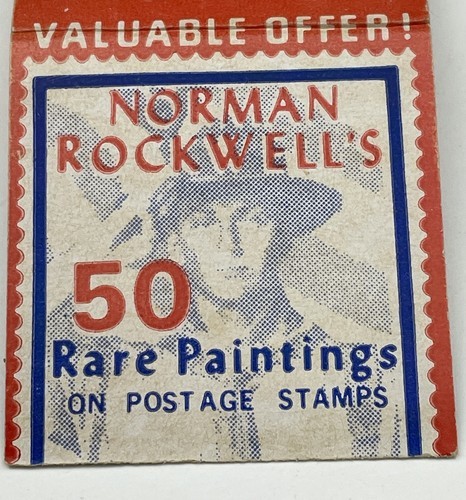 VALUABLE OFFER!
NORMAN
ROCKWELL'S
50
Rare Paintings
ON POSTAGE STAMPS